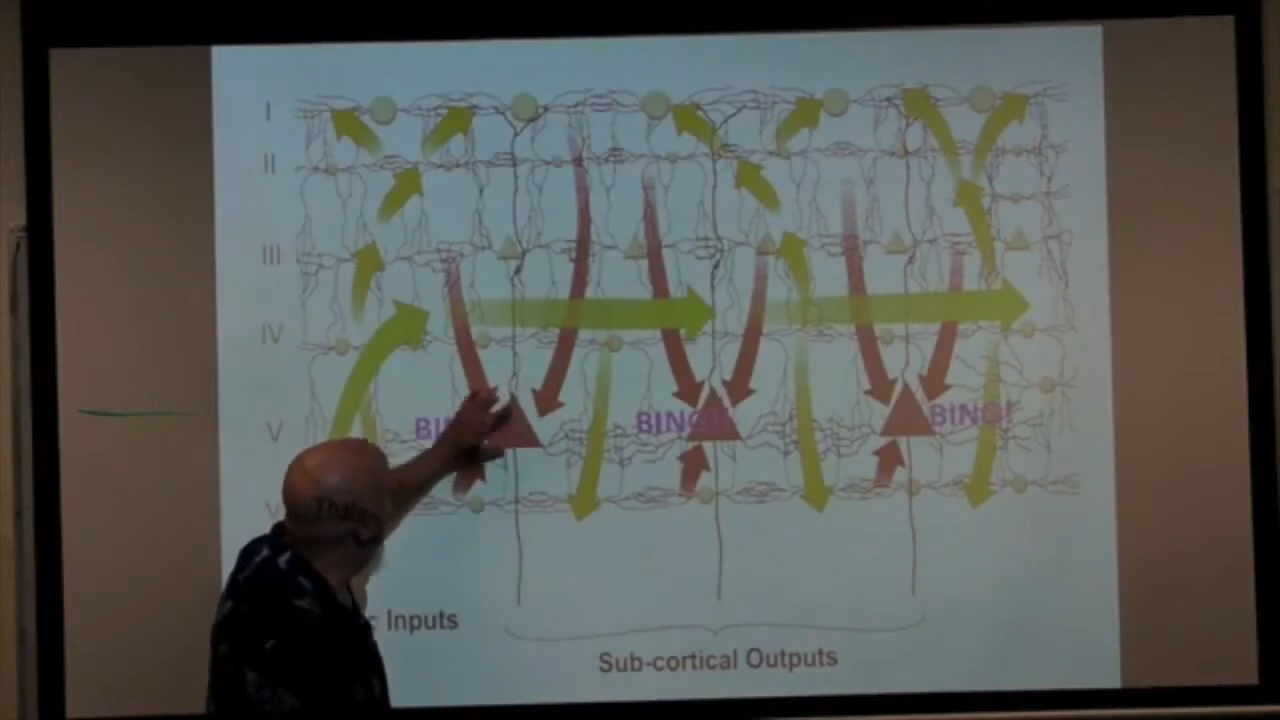 I
II
III
IV
V
BING!
BING!
Inputs
Sub-cortical Outputs